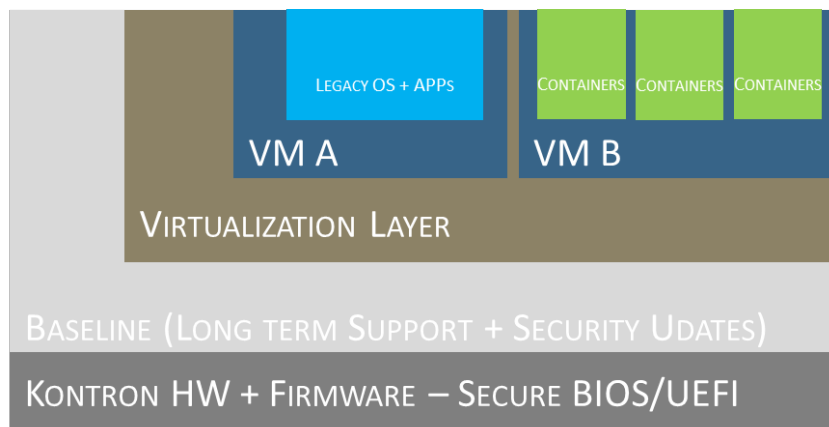 LEGACY OS + APPS
CONTAINERS CONTAINERS CONTAINERS
VM A VM B
VIRTUALIZATION LAYER
BASELINE (LONG TERM SUPPORT + SECURITY UDATES)
KONTRON HW + FIRMWARE – SECURE BIOS/UEFI